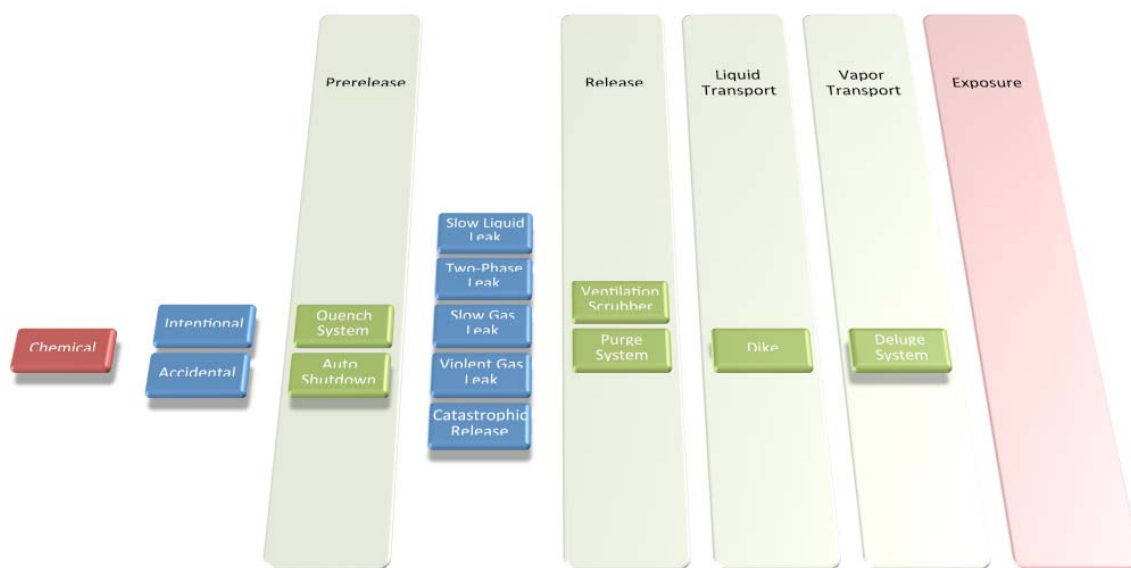 Prerelease
Release
Liquid
Transport
Vapor
Transport
Exposure
Chemical
Intentional
Accidental
Quench
System
Auto
Shutdown
Slow Liquid
Leak
Two-Phase
Leak
Slow Gas
Leak
Violent Gas
Leak
Catastrophic
Release
Ventilation
Scrubber
Purge
System
Dike
Deluge
System